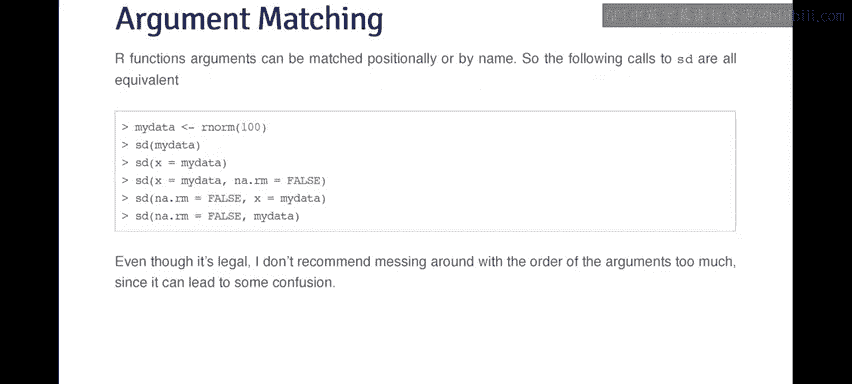 Argument Matching
R functions arguments can be matched positionally or by name. So the following calls to sd are all
equivalent
> mydata <- rnorm(100)
> sd(mydata)
> sd(x = mydata)
> sd(x = mydata, na.rm = FALSE)
> sd(na.rm = FALSE, x = mydata)
> sd(na.rm = FALSE, mydata)
Even though it's legal, I don't recommend messing around with the order of the arguments too much,
since it can lead to some confusion.